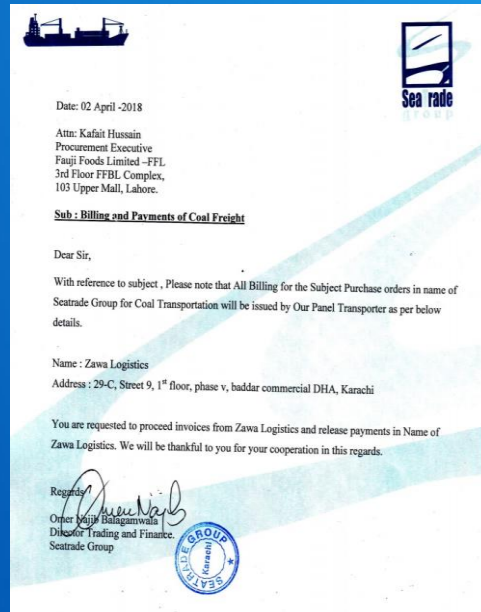 SeaTrade
group
Date: 02 April -2018
Attn: Kafait Hussain
Procurement Executive
Fauji Foods Limited –FFL
3rd Floor FFBL Complex,
103 Upper Mall, Lahore.
Sub : Billing and Payments of Coal Freight
Dear Sir,
With reference to subject , Please note that All Billing for the Subject Purchase orders in name of
Seatrade Group for Coal Transportation will be issued by Our Panel Transporter as per below
details.
Name : Zawa Logistics
Address : 29-C, Street 9, 1st floor, phase v, baddar commercial DHA, Karachi
You are requested to proceed invoices from Zawa Logistics and release payments in Name of
Zawa Logistics. We will be thankful to you for your cooperation in this regards.
Regards
Omer Najib
Omer Najib Balagamwala
Director Trading and Finance.
Seatrade Group
SEATRADE GROUP
Karachi